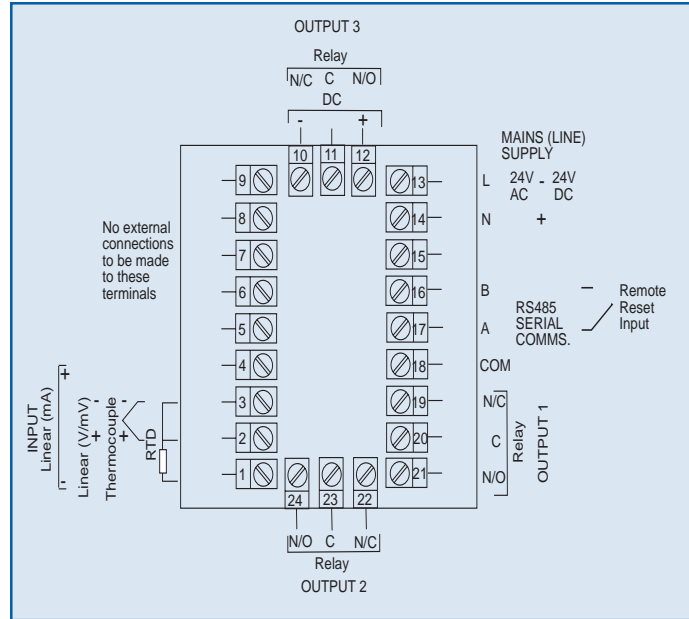 OUTPUT 3
Relay
N/C C N/O
DC
- +
10 11 12
MAINS (LINE)
SUPPLY
9
13 L 24V - 24V
AC DC
8
14 N +
No external
connections
to be made
to these
terminals
7
15
6
16 B
5
17 A
RS485
SERIAL
COMMS.
Remote
Reset
Input
4
18 COM
3
19 N/C
2
20 C
1
21 N/O
Relay
OUTPUT 1
INPUT
Linear (mA)
+
-
Linear (V/mV)
+ -
Thermocouple
+ -
RTD
24 23 22
N/O C N/C
Relay
OUTPUT 2